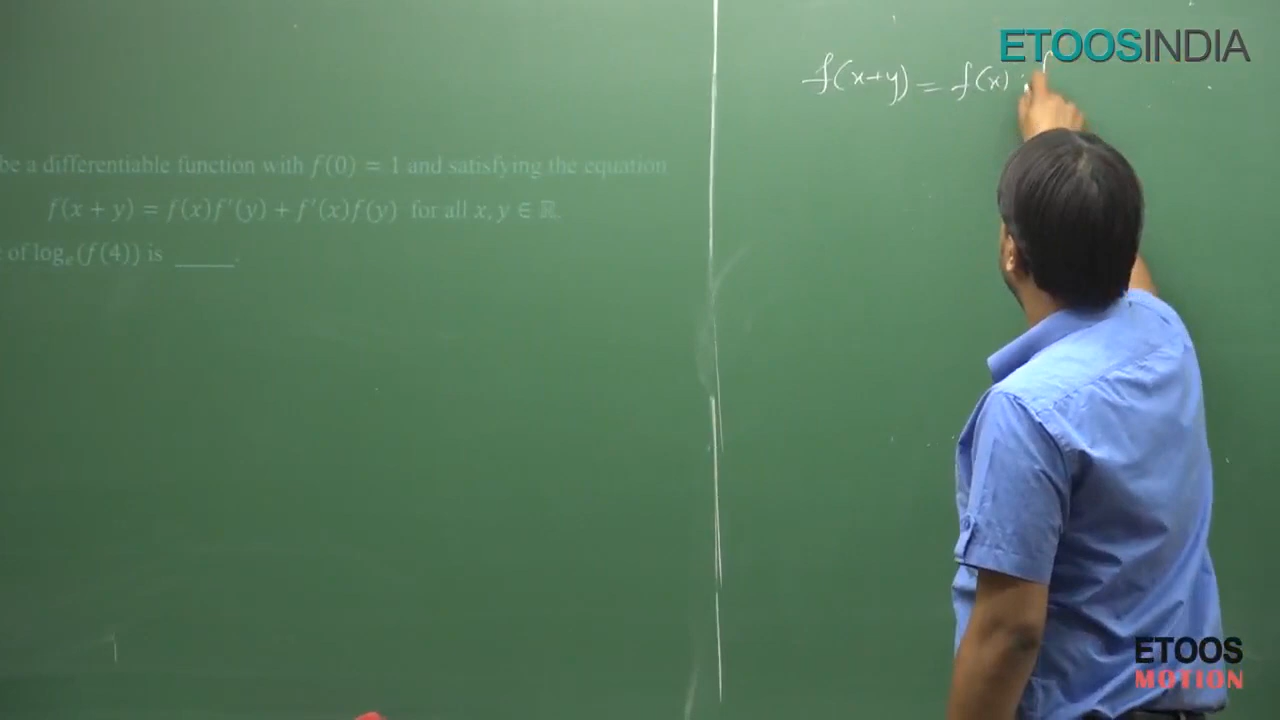 ETOOSINDIA
f(x+y) = f(x) ·
be a differentiable function with f(0) = 1 and satisfying the equation
f(x + y) = f(x)f′(y) + f′(x)f(y) for all x, y ∈ ℝ.
of logₑ(f(4)) is _____.
ETOOS
MOTION